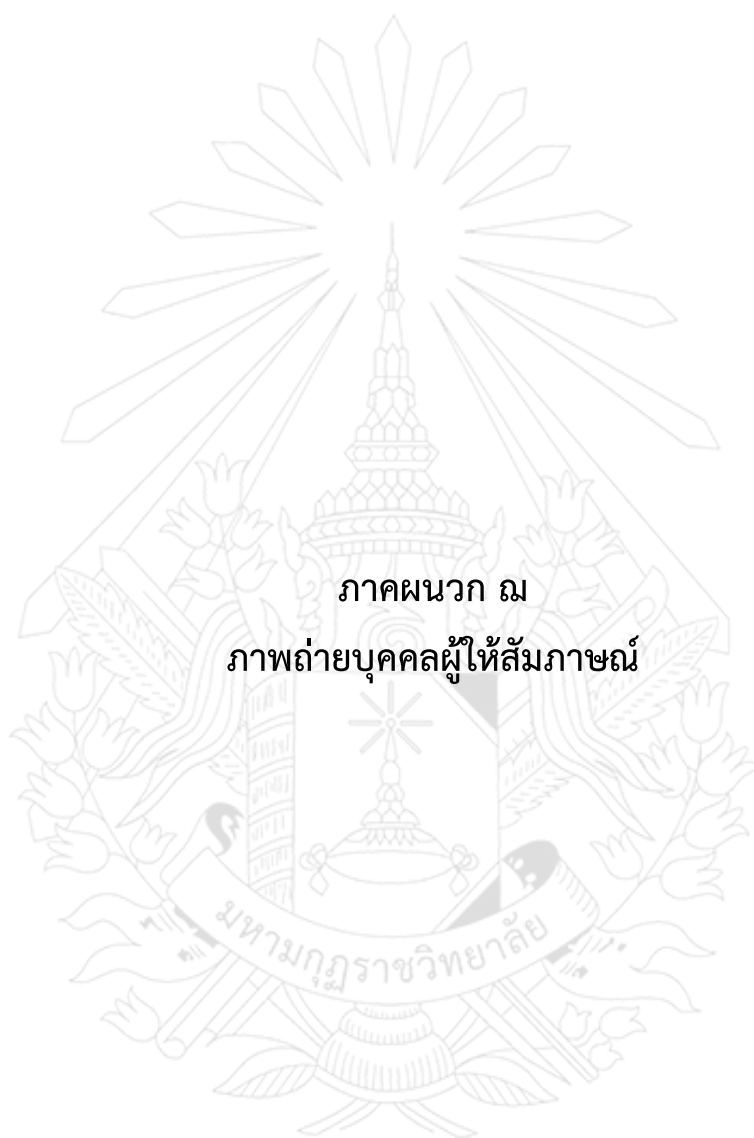 ภาคผนวก ฌ
ภาพถ่ายบุคคลผู้ให้สัมภาษณ์
มหามกุฏราชวิทยาลัย